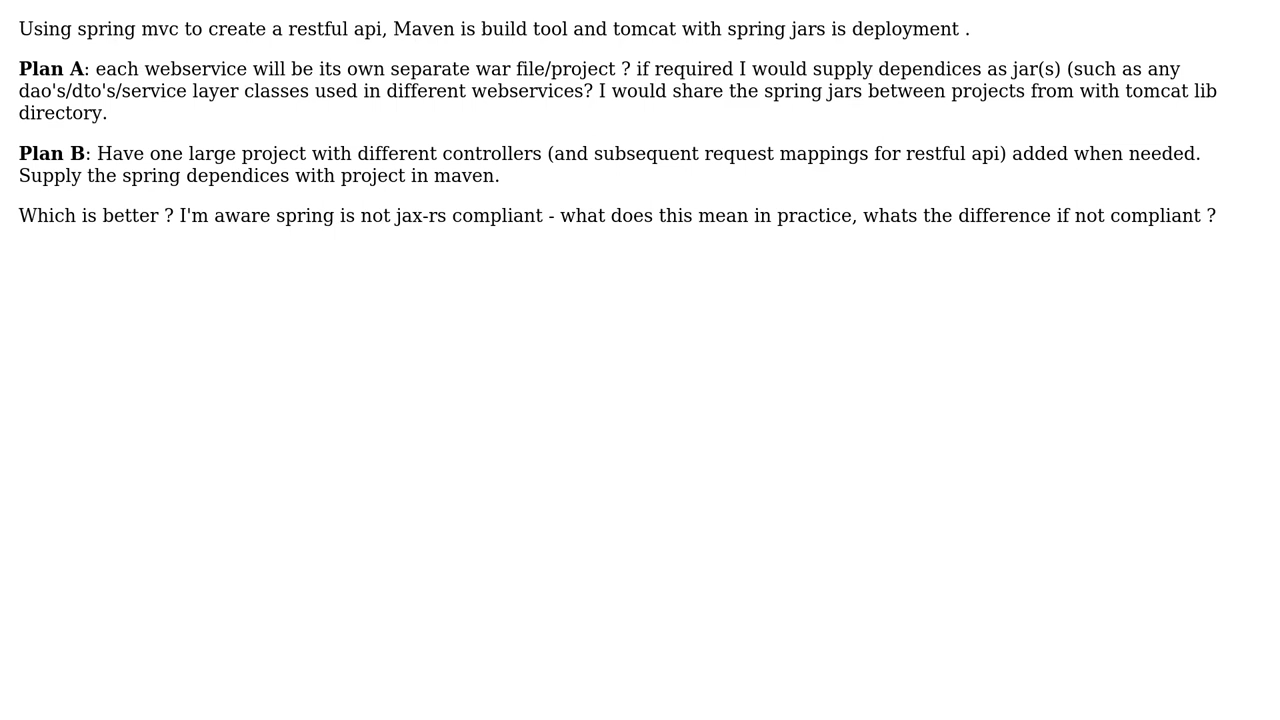 Using spring mvc to create a restful api, Maven is build tool and tomcat with spring jars is deployment .
Plan A: each webservice will be its own separate war file/project ? if required I would supply dependices as jar(s) (such as any
dao's/dto's/service layer classes used in different webservices? I would share the spring jars between projects from with tomcat lib
directory.
Plan B: Have one large project with different controllers (and subsequent request mappings for restful api) added when needed.
Supply the spring dependices with project in maven.
Which is better ? I'm aware spring is not jax-rs compliant - what does this mean in practice, whats the difference if not compliant ?